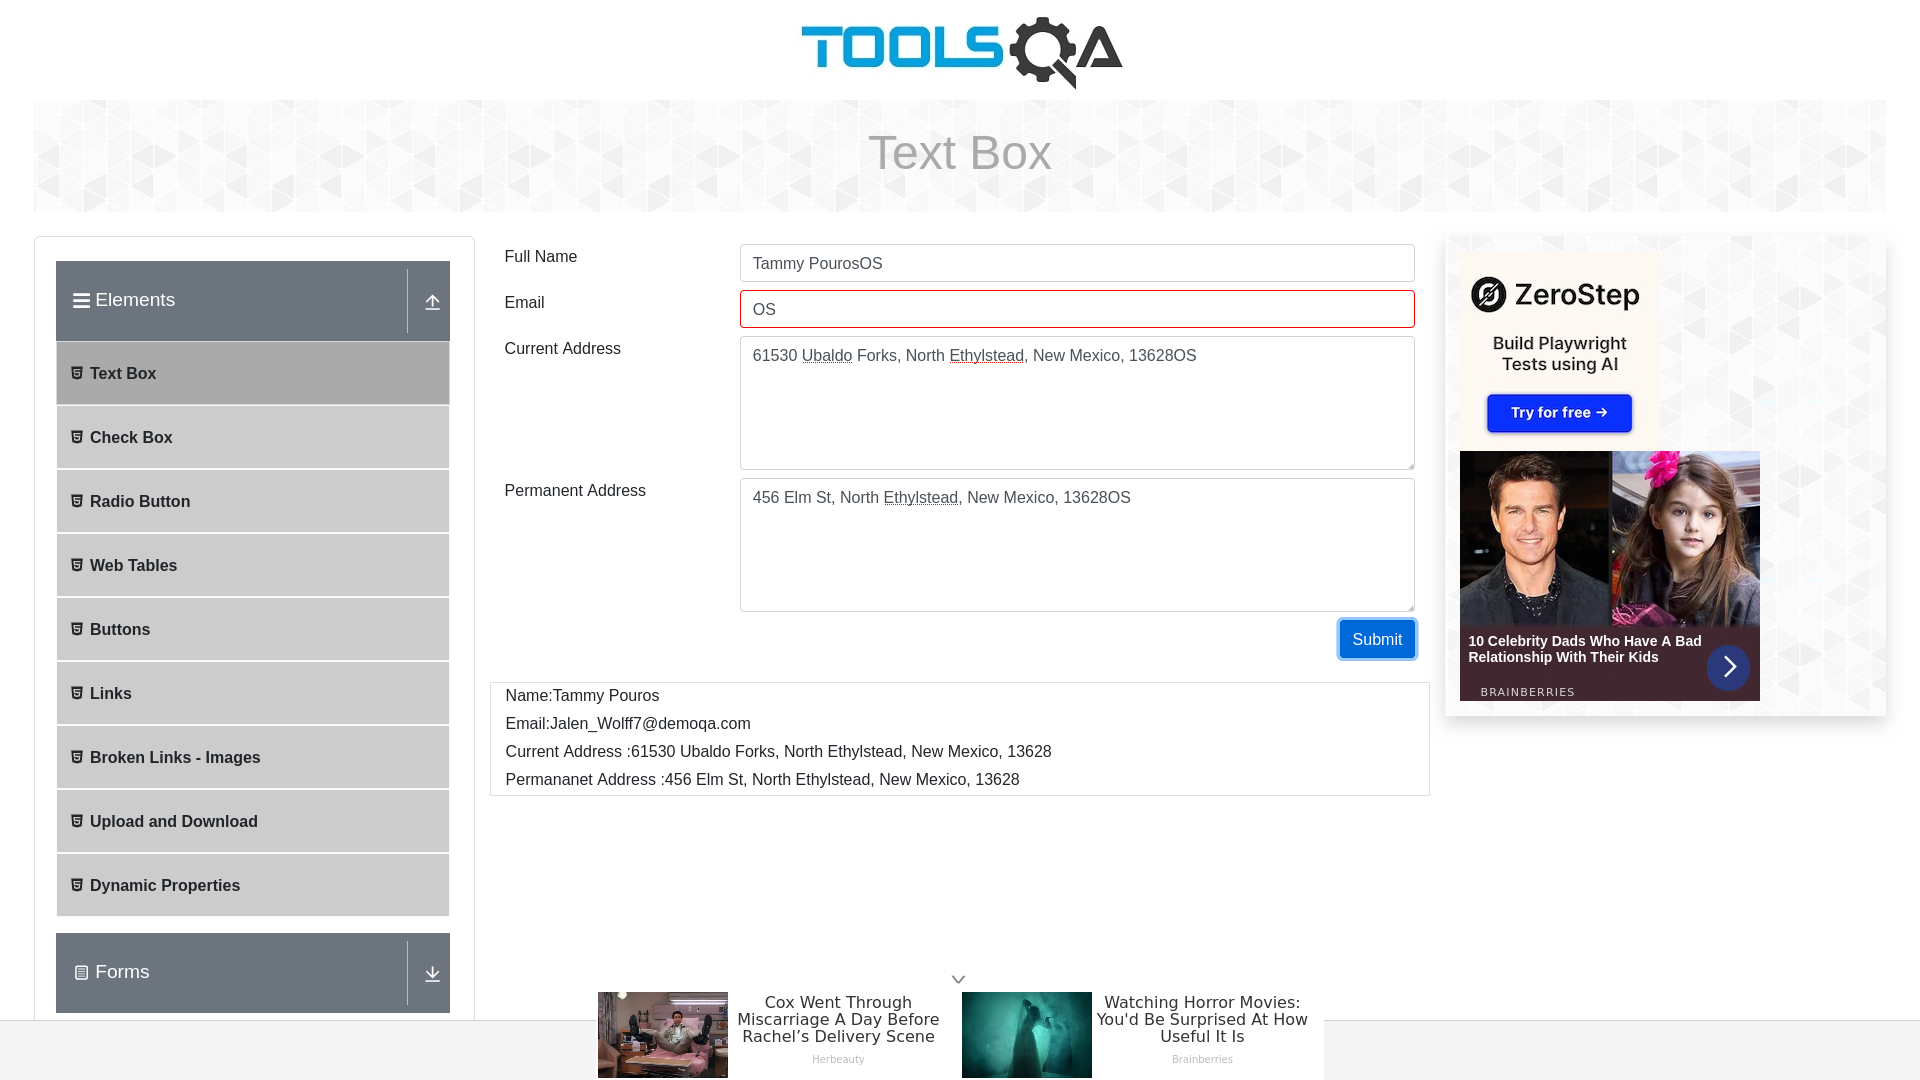 TOOLSQA
Text Box
Elements
Text Box
Check Box
Radio Button
Web Tables
Buttons
Links
Broken Links - Images
Upload and Download
Dynamic Properties
Forms
Full Name
Tammy PourosOS
Email
OS
Current Address
61530 Ubaldo Forks, North Ethylstead, New Mexico, 13628OS
Permanent Address
456 Elm St, North Ethylstead, New Mexico, 13628OS
Submit
Name:Tammy Pouros
Email:Jalen_Wolff7@demoqa.com
Current Address :61530 Ubaldo Forks, North Ethylstead, New Mexico, 13628
Permananet Address :456 Elm St, North Ethylstead, New Mexico, 13628
ZeroStep
Build Playwright
Tests using AI
Try for free →
10 Celebrity Dads Who Have A Bad
Relationship With Their Kids
BRAINBERRIES
Cox Went Through
Miscarriage A Day Before
Rachel’s Delivery Scene
Herbeauty
Watching Horror Movies:
You'd Be Surprised At How
Useful It Is
Brainberries